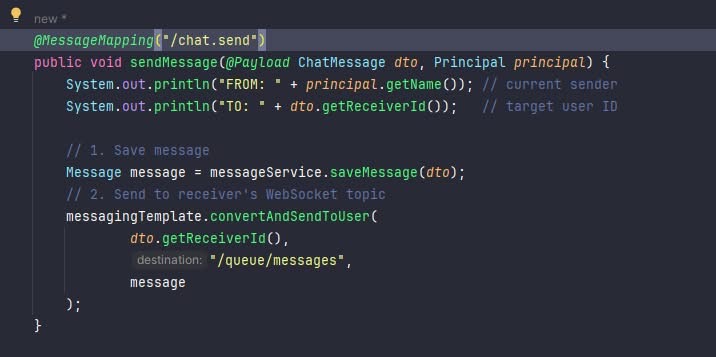 new *
@MessageMapping("/chat.send")
public void sendMessage(@Payload ChatMessage dto, Principal principal) {
    System.out.println("FROM: " + principal.getName()); // current sender
    System.out.println("TO: " + dto.getReceiverId());   // target user ID

    // 1. Save message
    Message message = messageService.saveMessage(dto);
    // 2. Send to receiver's WebSocket topic
    messagingTemplate.convertAndSendToUser(
            dto.getReceiverId(),
            destination: "/queue/messages",
            message
    );
}